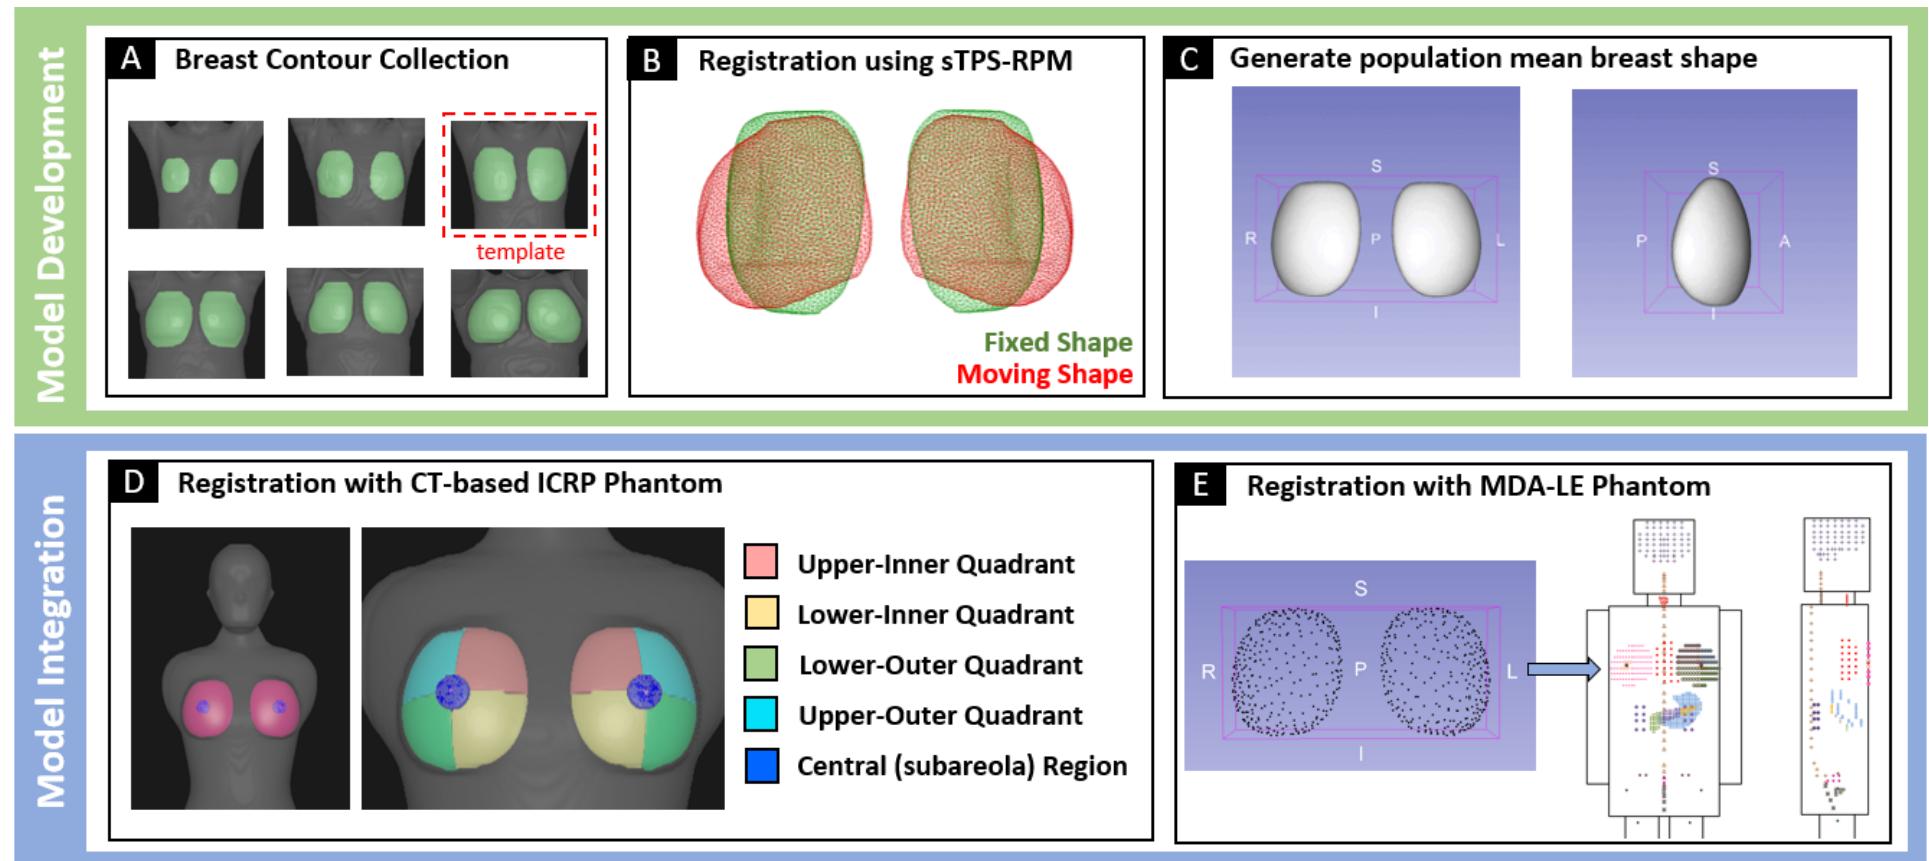 Model Development
A
Breast Contour Collection
template
B
Registration using sTPS-RPM
Fixed Shape
Moving Shape
C
Generate population mean breast shape
S
R
P
L
I
S
P
A
I
Model Integration
D
Registration with CT-based ICRP Phantom
Upper-Inner Quadrant
Lower-Inner Quadrant
Lower-Outer Quadrant
Upper-Outer Quadrant
Central (subareola) Region
E
Registration with MDA-LE Phantom
S
R
P
L
I